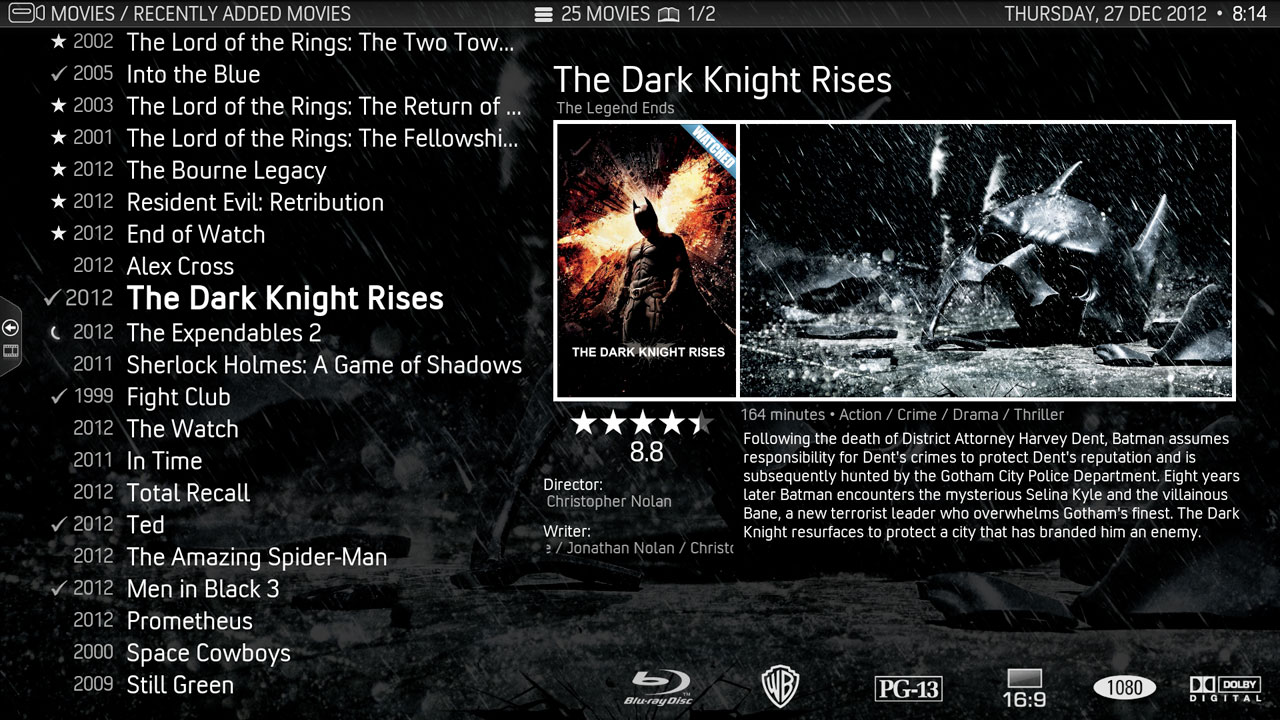 MOVIES / RECENTLY ADDED MOVIES
25 MOVIES 1/2
THURSDAY, 27 DEC 2012 • 8:14
★ 2002 The Lord of the Rings: The Two Tow...
✓ 2005 Into the Blue
★ 2003 The Lord of the Rings: The Return of ...
★ 2001 The Lord of the Rings: The Fellowshi...
★ 2012 The Bourne Legacy
★ 2012 Resident Evil: Retribution
★ 2012 End of Watch
2012 Alex Cross
✓ 2012 The Dark Knight Rises
2012 The Expendables 2
2011 Sherlock Holmes: A Game of Shadows
✓ 1999 Fight Club
2012 The Watch
2011 In Time
2012 Total Recall
✓ 2012 Ted
2012 The Amazing Spider-Man
✓ 2012 Men in Black 3
2012 Prometheus
2000 Space Cowboys
2009 Still Green
The Dark Knight Rises
The Legend Ends
WATCHED
THE DARK KNIGHT RISES
8.8
Director:
Christopher Nolan
Writer:
e / Jonathan Nolan / Christo
164 minutes • Action / Crime / Drama / Thriller
Following the death of District Attorney Harvey Dent, Batman assumes
responsibility for Dent's crimes to protect Dent's reputation and is
subsequently hunted by the Gotham City Police Department. Eight years
later Batman encounters the mysterious Selina Kyle and the villainous
Bane, a new terrorist leader who overwhelms Gotham's finest. The Dark
Knight resurfaces to protect a city that has branded him an enemy.
Blu-ray Disc™
WB
PG-13
16:9
1080
DOLBY
DIGITAL